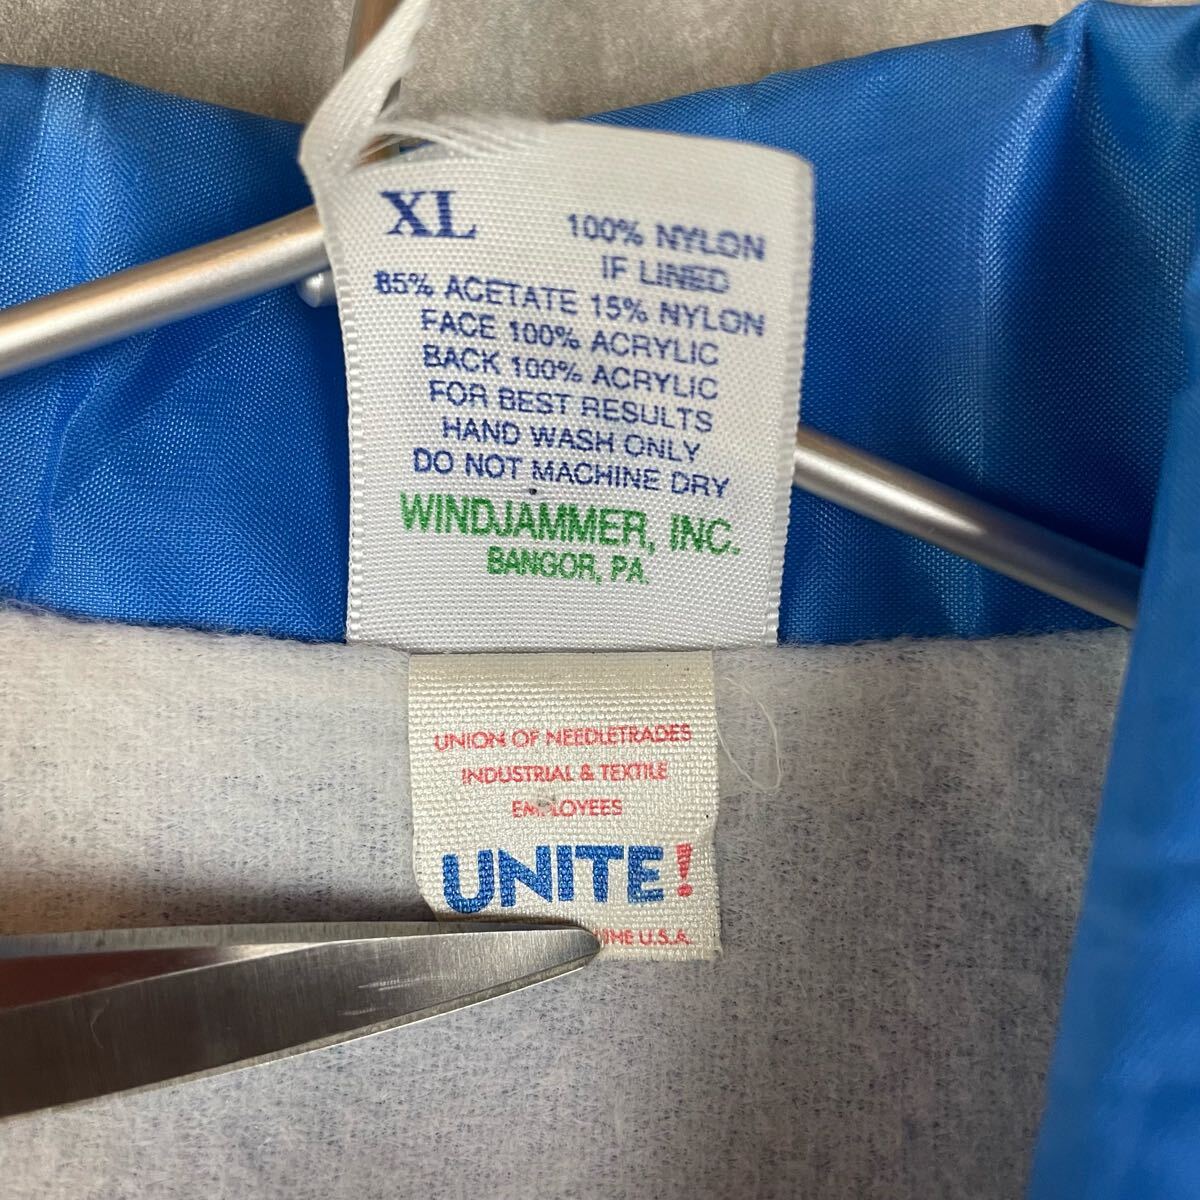 XL
100% NYLON
IF LINED
85% ACETATE 15% NYLON
FACE 100% ACRYLIC
BACK 100% ACRYLIC
FOR BEST RESULTS
HAND WASH ONLY
DO NOT MACHINE DRY
WINDJAMMER, INC.
BANGOR, PA.
UNION OF NEEDLETRADES
INDUSTRIAL & TEXTILE
EMPLOYEES
UNITE!
U.S.A.